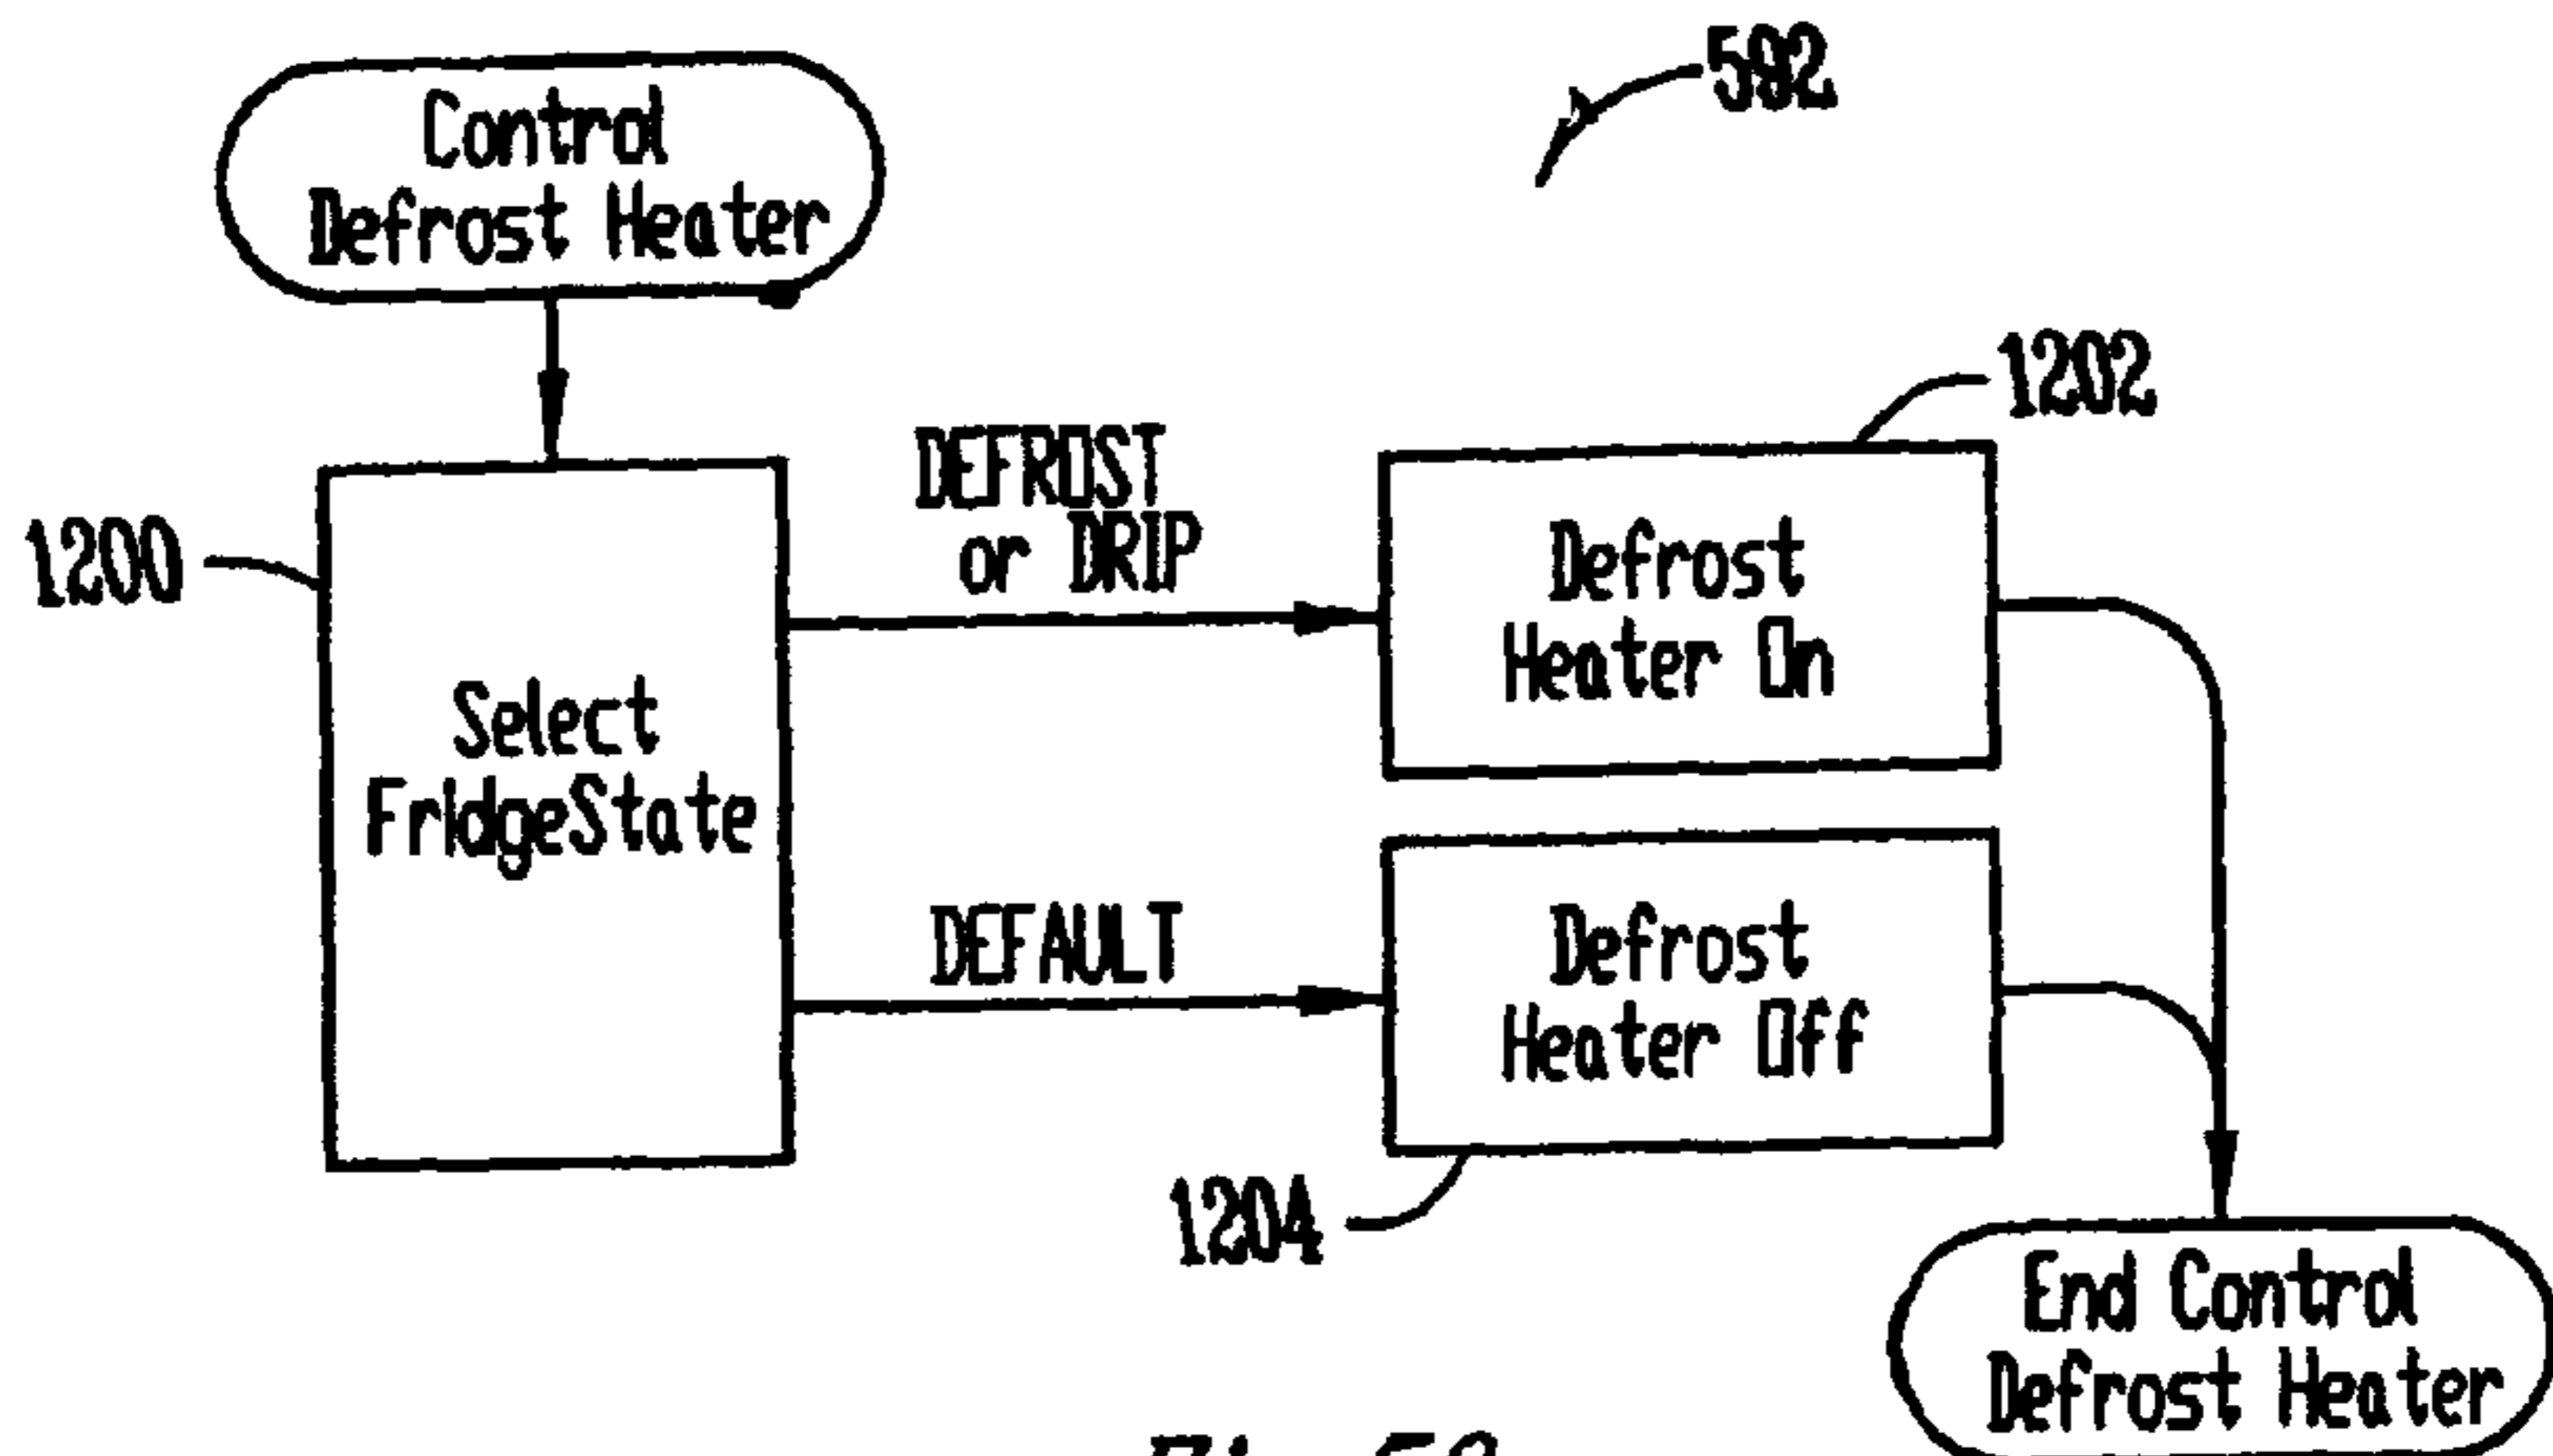 Control
Defrost Heater
592
1200
Select
FridgeState
DEFROST
or DRIP
1202
Defrost
Heater On
DEFAULT
Defrost
Heater Off
1204
End Control
Defrost Heater